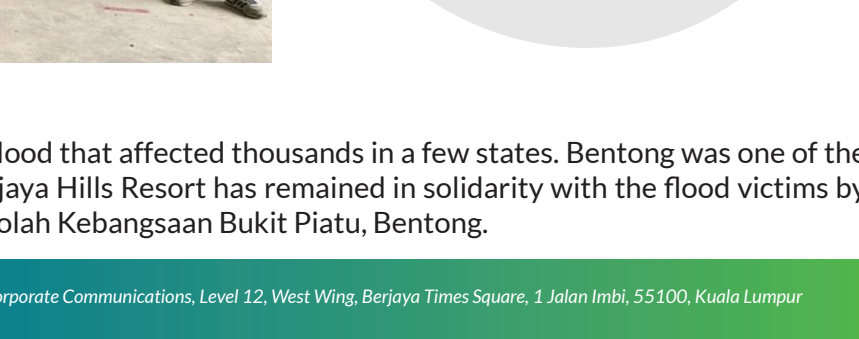 lood that affected thousands in a few states. Bentong was one of the
jaya Hills Resort has remained in solidarity with the flood victims by
olah Kebangsaan Bukit Piatu, Bentong.
orporate Communications, Level 12, West Wing, Berjaya Times Square, 1 Jalan Imbi, 55100, Kuala Lumpur